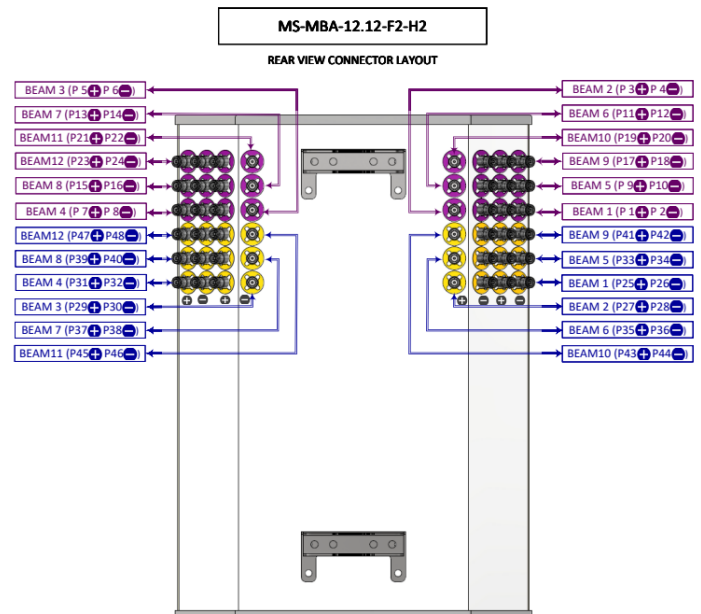 MS-MBA-12.12-F2-H2
REAR VIEW CONNECTOR LAYOUT
BEAM 3 (P 5+ P 6-)
BEAM 7 (P13+ P14-)
BEAM11 (P21+ P22-)
BEAM12 (P23+ P24-)
BEAM 8 (P15+ P16-)
BEAM 4 (P 7+ P 8-)
BEAM12 (P47+ P48-)
BEAM 8 (P39+ P40-)
BEAM 4 (P31+ P32-)
BEAM 3 (P29+ P30-)
BEAM 7 (P37+ P38-)
BEAM11 (P45+ P46-)
+ - + -
BEAM 2 (P 3+ P 4-)
BEAM 6 (P11+ P12-)
BEAM10 (P19+ P20-)
BEAM 9 (P17+ P18-)
BEAM 5 (P 9+ P10-)
BEAM 1 (P 1+ P 2-)
BEAM 9 (P41+ P42-)
BEAM 5 (P33+ P34-)
BEAM 1 (P25+ P26-)
BEAM 2 (P27+ P28-)
BEAM 6 (P35+ P36-)
BEAM10 (P43+ P44-)
+ - + -